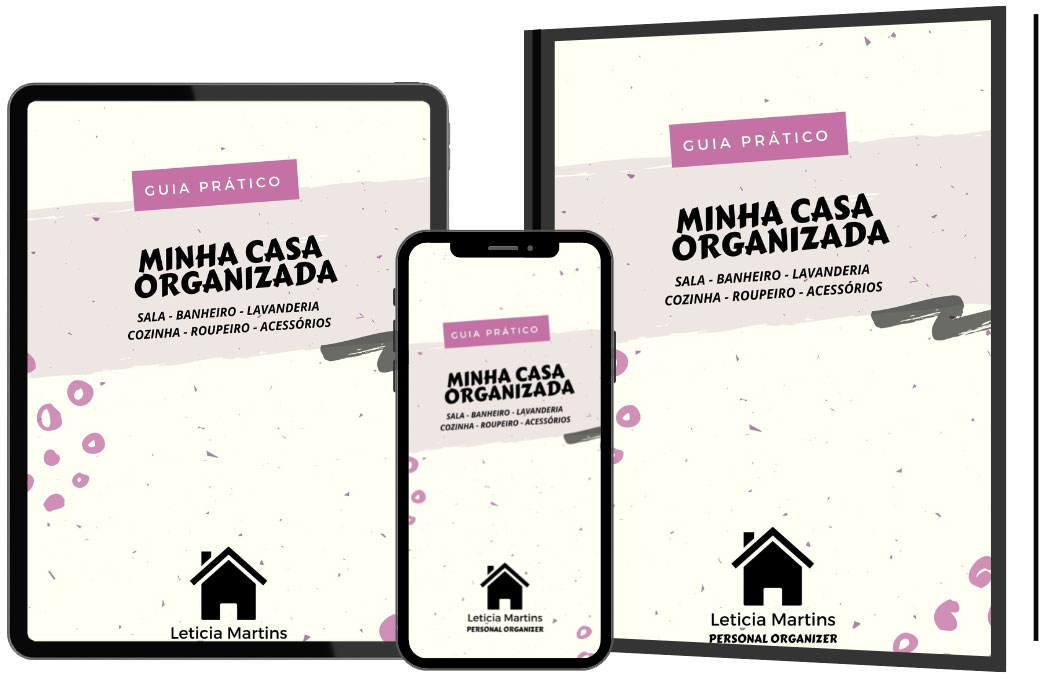 GUIA PRÁTICO
MINHA CASA
ORGANIZADA
SALA - BANHEIRO - LAVANDERIA
COZINHA - ROUPEIRO - ACESSÓRIOS
Leticia Martins
GUIA PRÁTICO
MINHA CASA
ORGANIZADA
SALA - BANHEIRO - LAVANDERIA
COZINHA - ROUPEIRO - ACESSÓRIOS
Leticia Martins
PERSONAL ORGANIZER
GUIA PRÁTICO
MINHA CASA
ORGANIZADA
SALA - BANHEIRO - LAVANDERIA
COZINHA - ROUPEIRO - ACESSÓRIOS
Leticia Martins
PERSONAL ORGANIZER